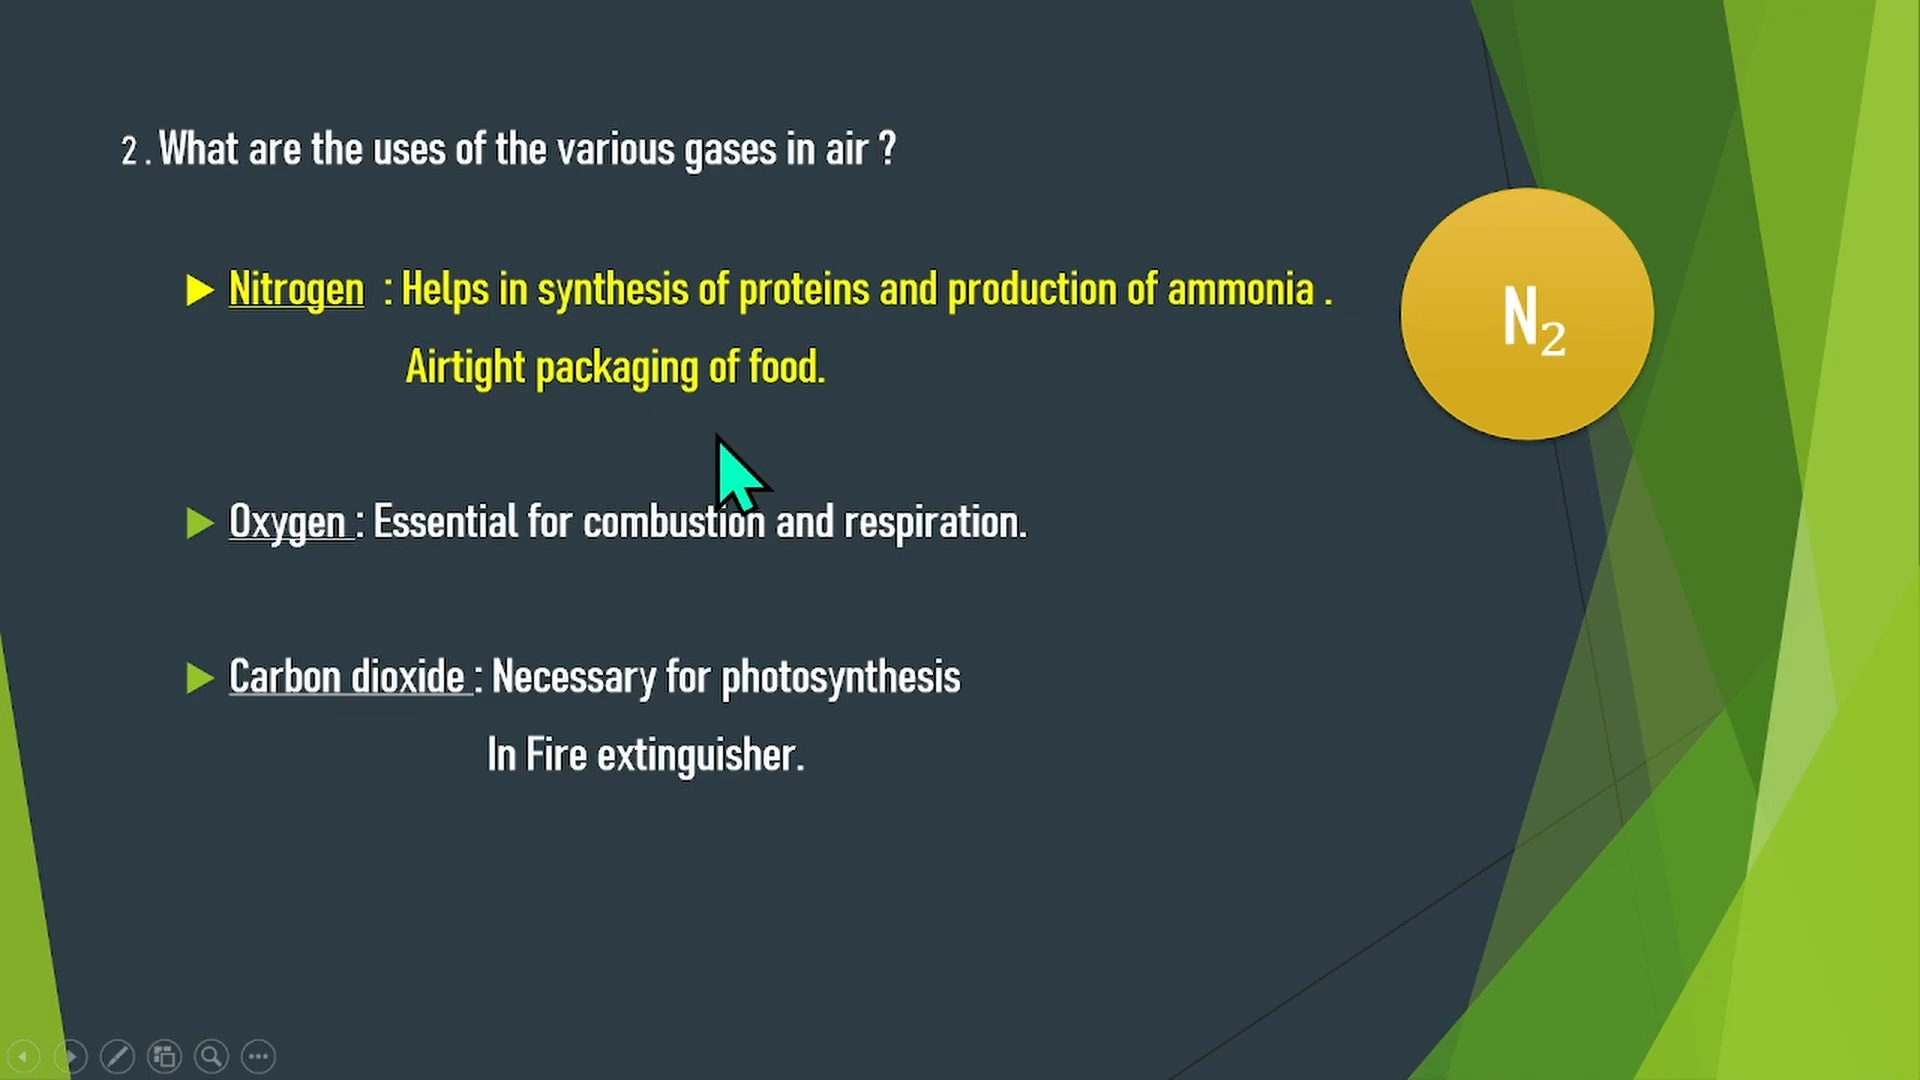 2 . What are the uses of the various gases in air ?
Nitrogen : Helps in synthesis of proteins and production of ammonia .
Airtight packaging of food.
N₂
Oxygen : Essential for combustion and respiration.
Carbon dioxide : Necessary for photosynthesis
In Fire extinguisher.